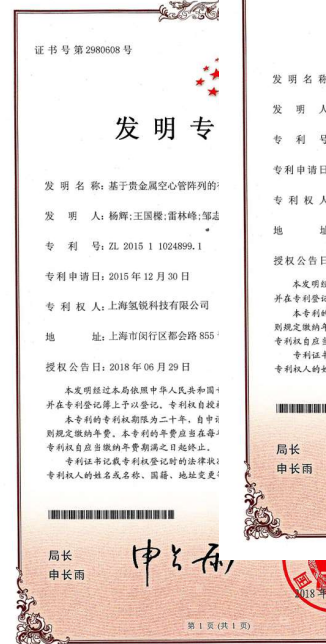 证书号第2980608号
发明专
发明名称：基于贵金属空心管阵列的
发明人：杨辉;王国樑;雷林峰;邹志
专利号：ZL 2015 1 1024899.1
专利申请日：2015年12月30日
专利权人：上海氢锐科技有限公司
地址：上海市闵行区都会路855
授权公告日：2018年06月29日
本发明经过本局依照中华人民共和国
并在专利登记簿上予以登记。专利权自授
本专利的专利权期限为二十年，自申
则规定缴纳年费。本专利的年费应当在每
专利权自应当缴纳年费期满之日起终止。
专利证书记载专利权登记时的法律状
专利权人的姓名或名称、国籍、地址变更
局长
申长雨
第1页(共1页)
发明名称
发明人
专利号
专利申请日
专利权人
地
授权公告日
本发明经
并在专利登记
本专利的
则规定缴纳年
专利权自应当
专利证书
专利权人的姓
局长
申长雨
2018年